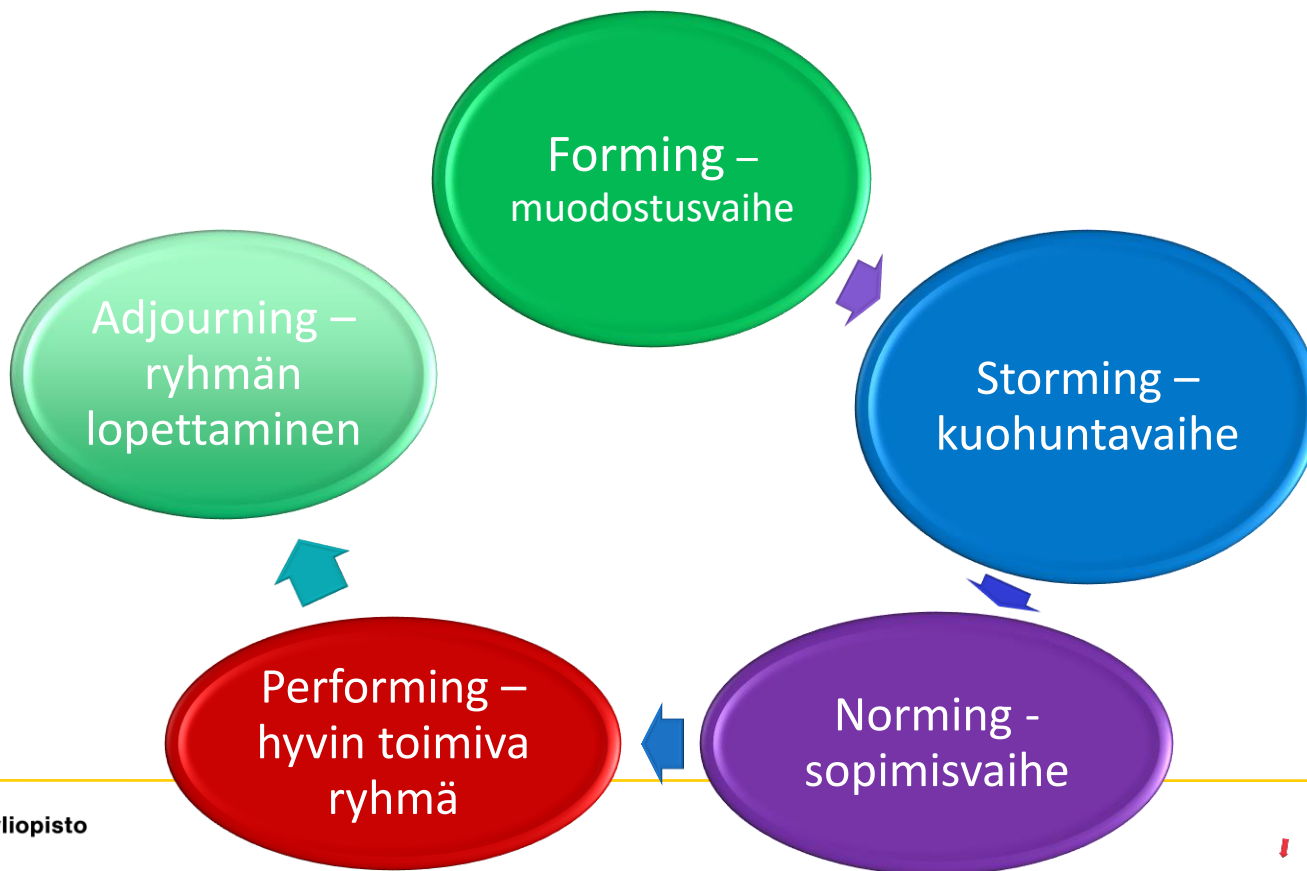 Forming –
muodostusvaihe
Storming –
kuohuntavaihe
Norming -
sopimisvaihe
Performing –
hyvin toimiva
ryhmä
Adjourning –
ryhmän
lopettaminen
liopisto